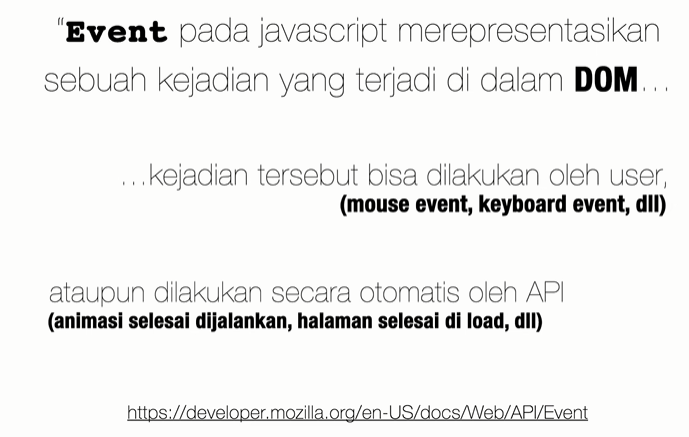 "Event pada javascript merepresentasikan
sebuah kejadian yang terjadi di dalam DOM...
...kejadian tersebut bisa dilakukan oleh user,
(mouse event, keyboard event, dll)
ataupun dilakukan secara otomatis oleh API
(animasi selesai dijalankan, halaman selesai di load, dll)
https://developer.mozilla.org/en-US/docs/Web/API/Event